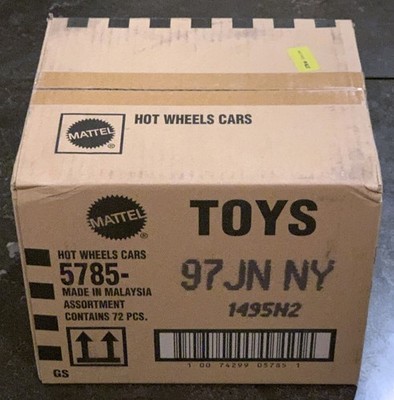 MATTEL
®
HOT WHEELS CARS
MATTEL
®
TOYS
HOT WHEELS CARS
5785-
MADE IN MALAYSIA
ASSORTMENT
CONTAINS 72 PCS.
97JN NY
1495N2
1 00 74299 05785 1
GS